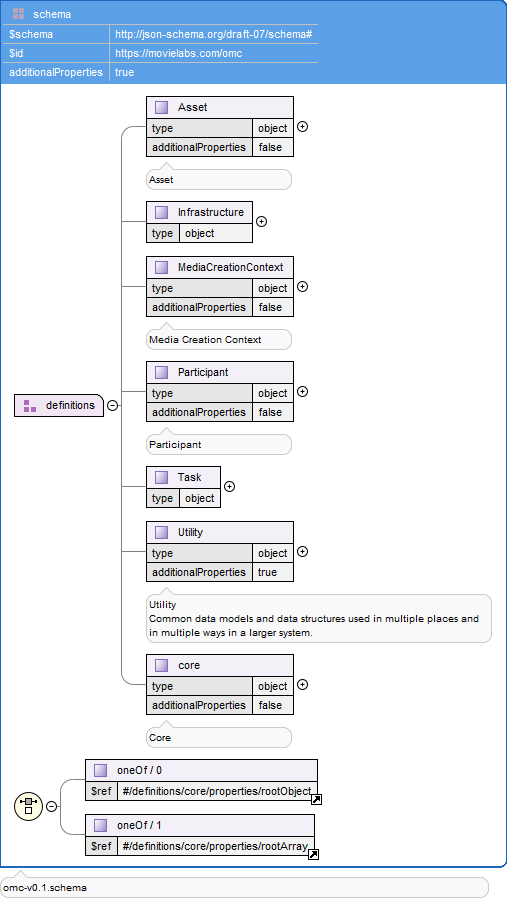 schema
$schema http://json-schema.org/draft-07/schema#
$id https://movielabs.com/omc
additionalProperties true
Asset
type object
additionalProperties false
Asset
Infrastructure
type object
MediaCreationContext
type object
additionalProperties false
Media Creation Context
Participant
type object
additionalProperties false
Participant
definitions
Task
type object
Utility
type object
additionalProperties true
Utility
Common data models and data structures used in multiple places and
in multiple ways in a larger system.
core
type object
additionalProperties false
Core
oneOf / 0
$ref #/definitions/core/properties/rootObject
oneOf / 1
$ref #/definitions/core/properties/rootArray
omc-v0.1.schema